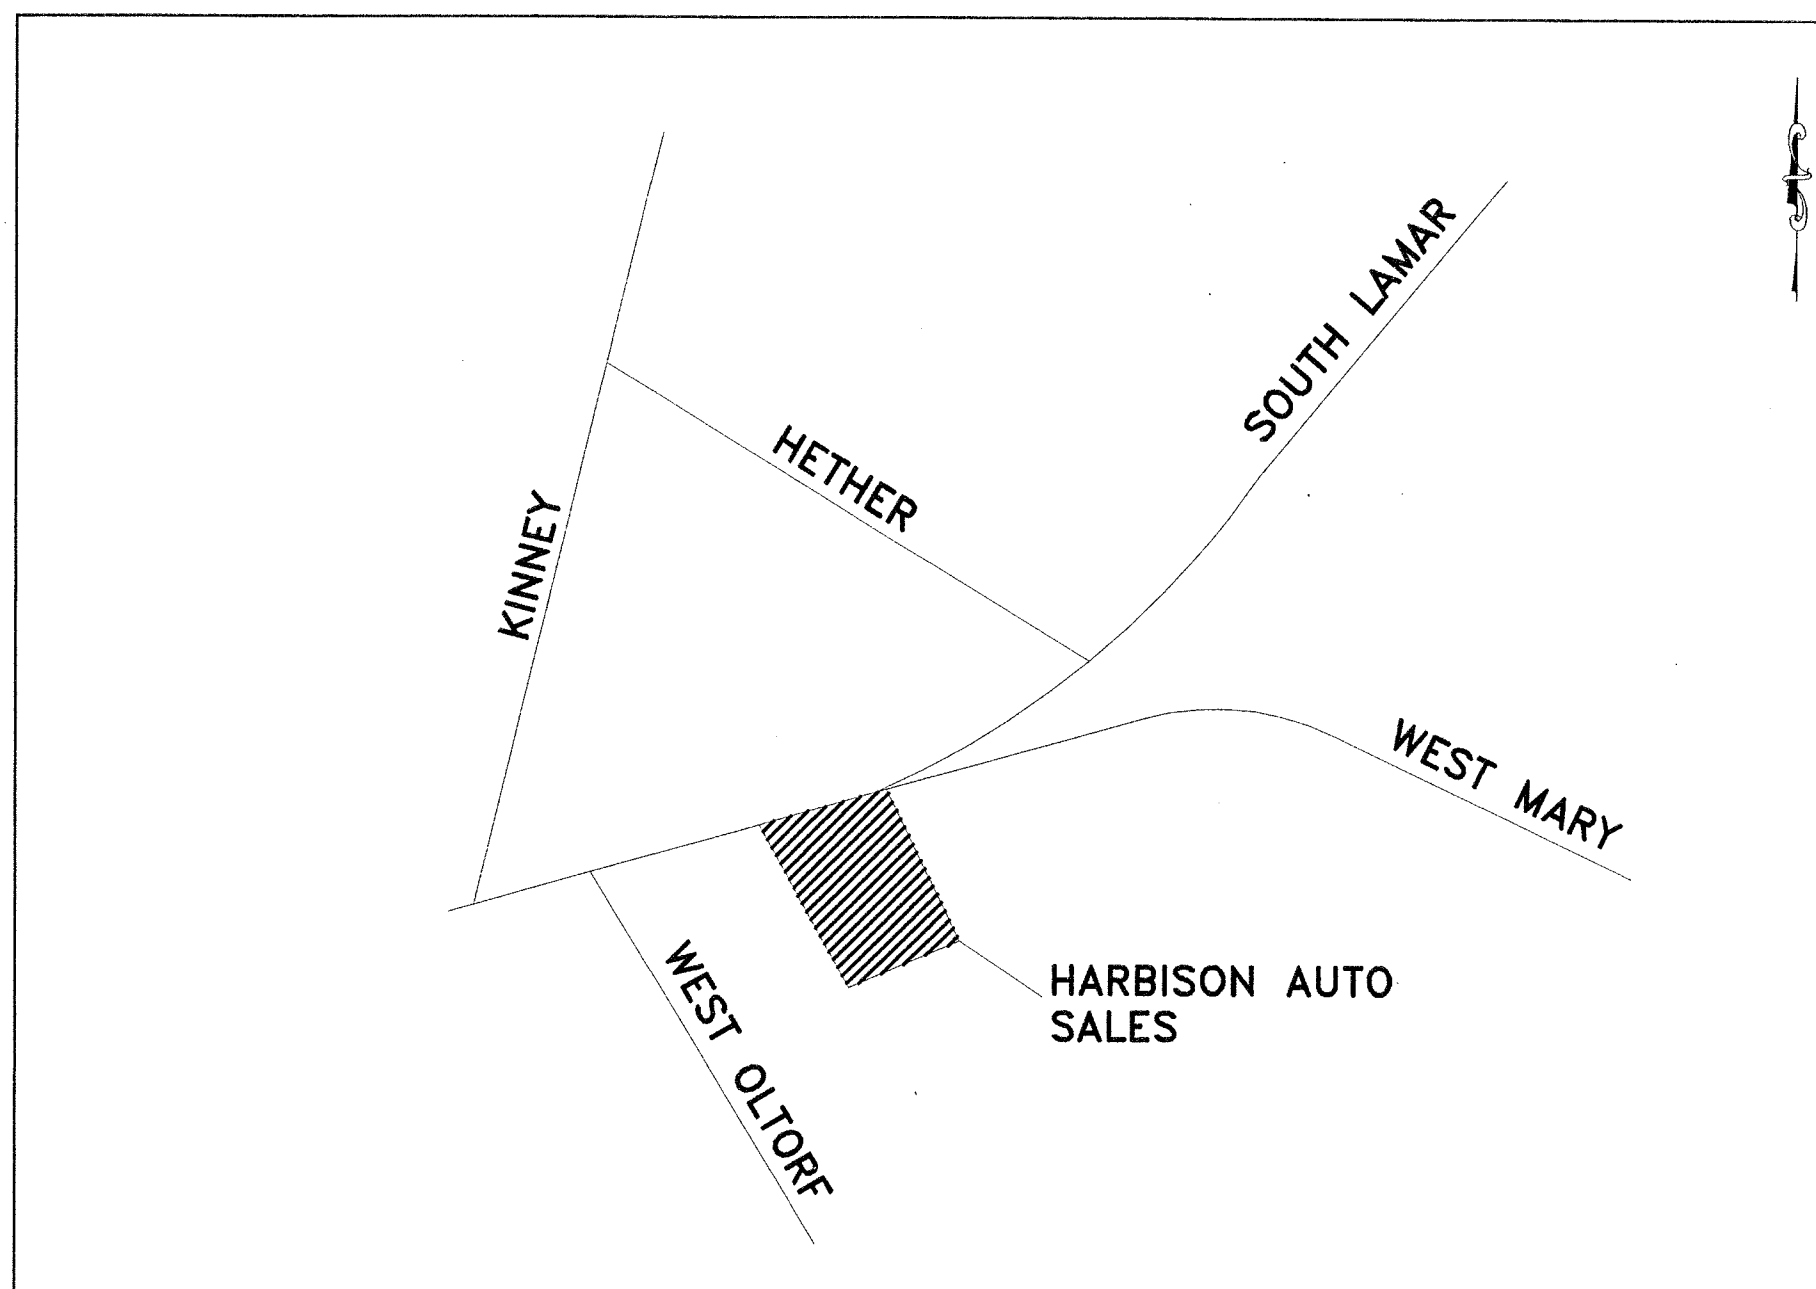 SOUTH LAMAR
HETHER
KINNEY
WEST MARY
WEST OLTORF
HARBISON AUTO
SALES